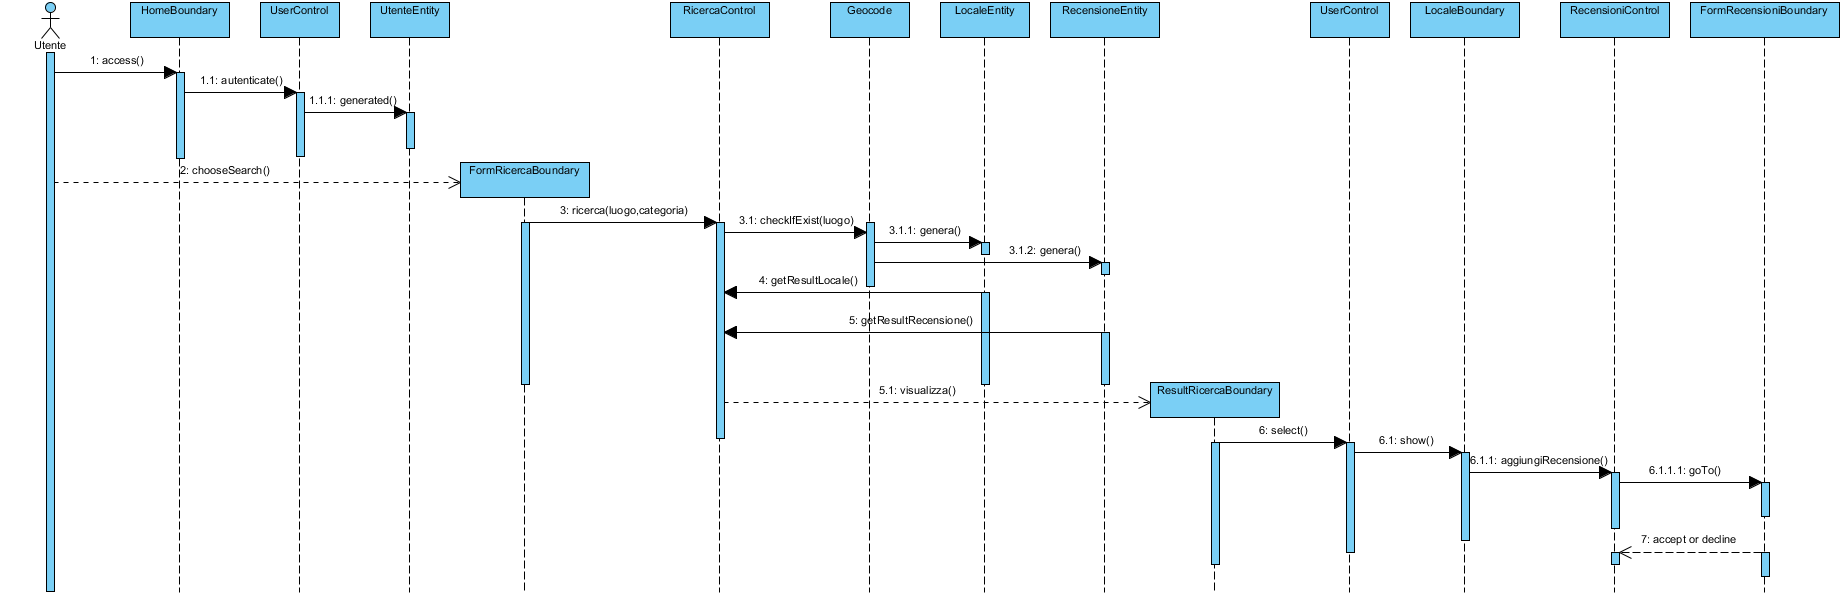 HomeBoundary
UserControl
UtenteEntity
RicercaControl
Geocode
LocaleEntity
RecensioneEntity
UserControl
LocaleBoundary
RecensioniControl
FormRecensioniBoundary
Utente
1: access()
1.1: autenticate()
1.1.1: generated()
2: chooseSearch()
FormRicercaBoundary
3: ricerca(luogo,categoria)
3.1: checkIfExist(luogo)
3.1.1: genera()
3.1.2: genera()
4: getResultLocale()
5: getResultRecensione()
5.1: visualizza()
ResultRicercaBoundary
6: select()
6.1: show()
6.1.1: aggiungiRecensione()
6.1.1.1: goTo()
7: accept or decline